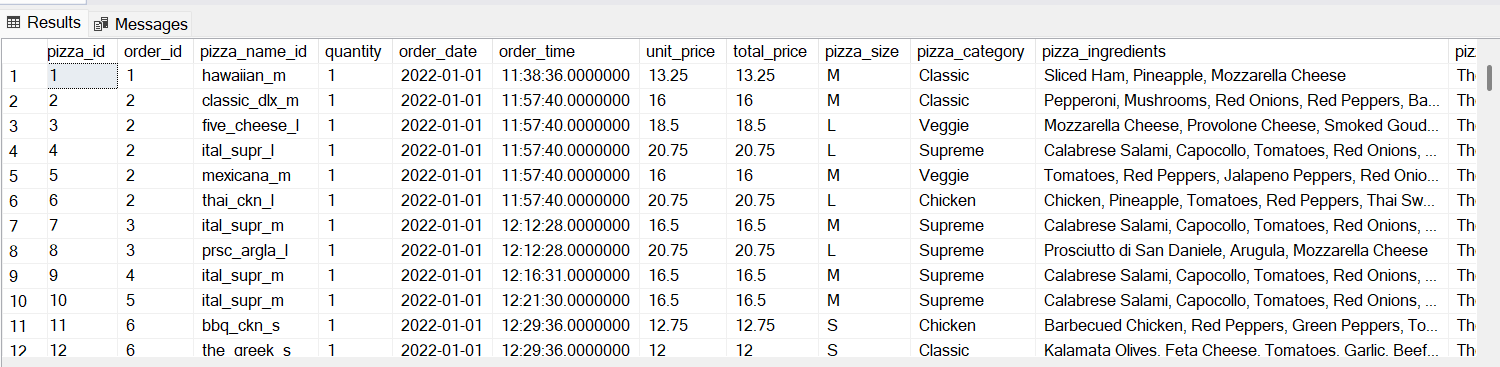 Results Messages
pizza_id order_id pizza_name_id quantity order_date order_time unit_price total_price pizza_size pizza_category pizza_ingredients piz
1 1 1 hawaiian_m 1 2022-01-01 11:38:36.0000000 13.25 13.25 M Classic Sliced Ham, Pineapple, Mozzarella Cheese Th
2 2 2 classic_dlx_m 1 2022-01-01 11:57:40.0000000 16 16 M Classic Pepperoni, Mushrooms, Red Onions, Red Peppers, Ba... Th
3 3 2 five_cheese_l 1 2022-01-01 11:57:40.0000000 18.5 18.5 L Veggie Mozzarella Cheese, Provolone Cheese, Smoked Goud... Th
4 4 2 ital_supr_l 1 2022-01-01 11:57:40.0000000 20.75 20.75 L Supreme Calabrese Salami, Capocollo, Tomatoes, Red Onions, ... Th
5 5 2 mexicana_m 1 2022-01-01 11:57:40.0000000 16 16 M Veggie Tomatoes, Red Peppers, Jalapeno Peppers, Red Onio... Th
6 6 2 thai_ckn_l 1 2022-01-01 11:57:40.0000000 20.75 20.75 L Chicken Chicken, Pineapple, Tomatoes, Red Peppers, Thai Sw... Th
7 7 3 ital_supr_m 1 2022-01-01 12:12:28.0000000 16.5 16.5 M Supreme Calabrese Salami, Capocollo, Tomatoes, Red Onions, ... Th
8 8 3 prsc_argla_l 1 2022-01-01 12:12:28.0000000 20.75 20.75 L Supreme Prosciutto di San Daniele, Arugula, Mozzarella Cheese Th
9 9 4 ital_supr_m 1 2022-01-01 12:16:31.0000000 16.5 16.5 M Supreme Calabrese Salami, Capocollo, Tomatoes, Red Onions, ... Th
10 10 5 ital_supr_m 1 2022-01-01 12:21:30.0000000 16.5 16.5 M Supreme Calabrese Salami, Capocollo, Tomatoes, Red Onions, ... Th
11 11 6 bbq_ckn_s 1 2022-01-01 12:29:36.0000000 12.75 12.75 S Chicken Barbecued Chicken, Red Peppers, Green Peppers, To... Th
12 12 6 the_greek_s 1 2022-01-01 12:29:36.0000000 12 12 S Classic Kalamata Olives, Feta Cheese, Tomatoes, Garlic, Beef... Th